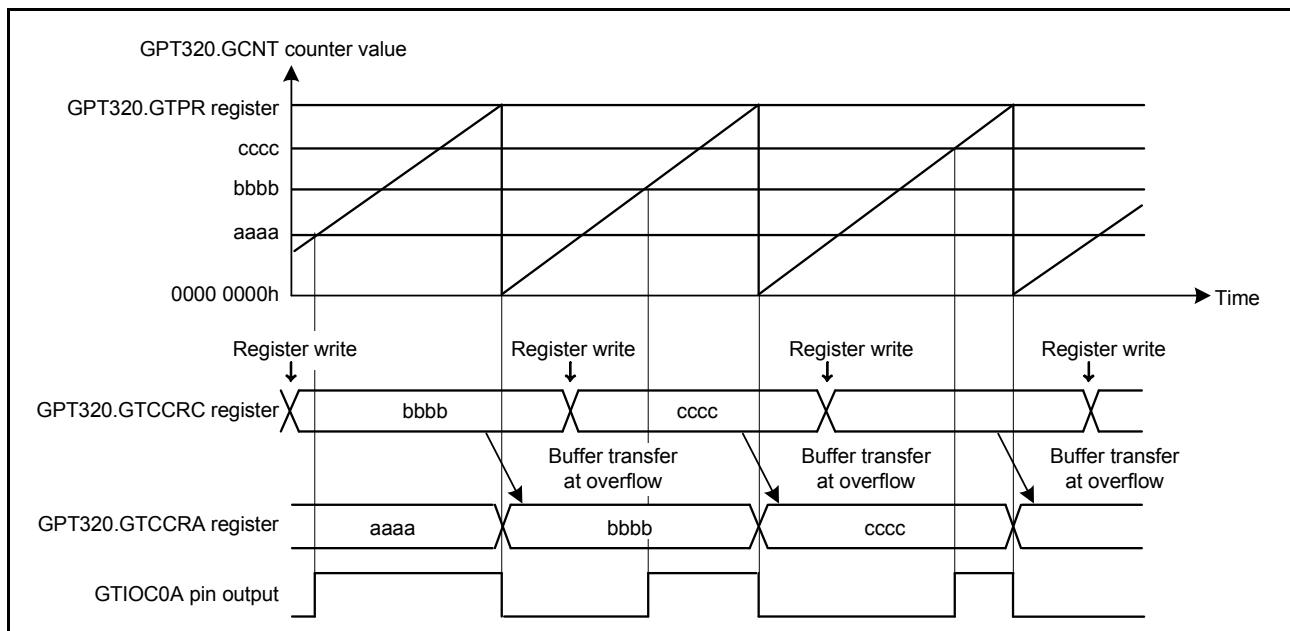 GPT320.GCNT counter value
GPT320.GTPR register
cccc
bbbb
aaaa
0000 0000h
Time
Register write Register write Register write Register write
GPT320.GTCCRC register bbbb cccc
Buffer transfer at overflow
Buffer transfer at overflow
Buffer transfer at overflow
GPT320.GTCCRA register aaaa bbbb cccc
GTIOC0A pin output